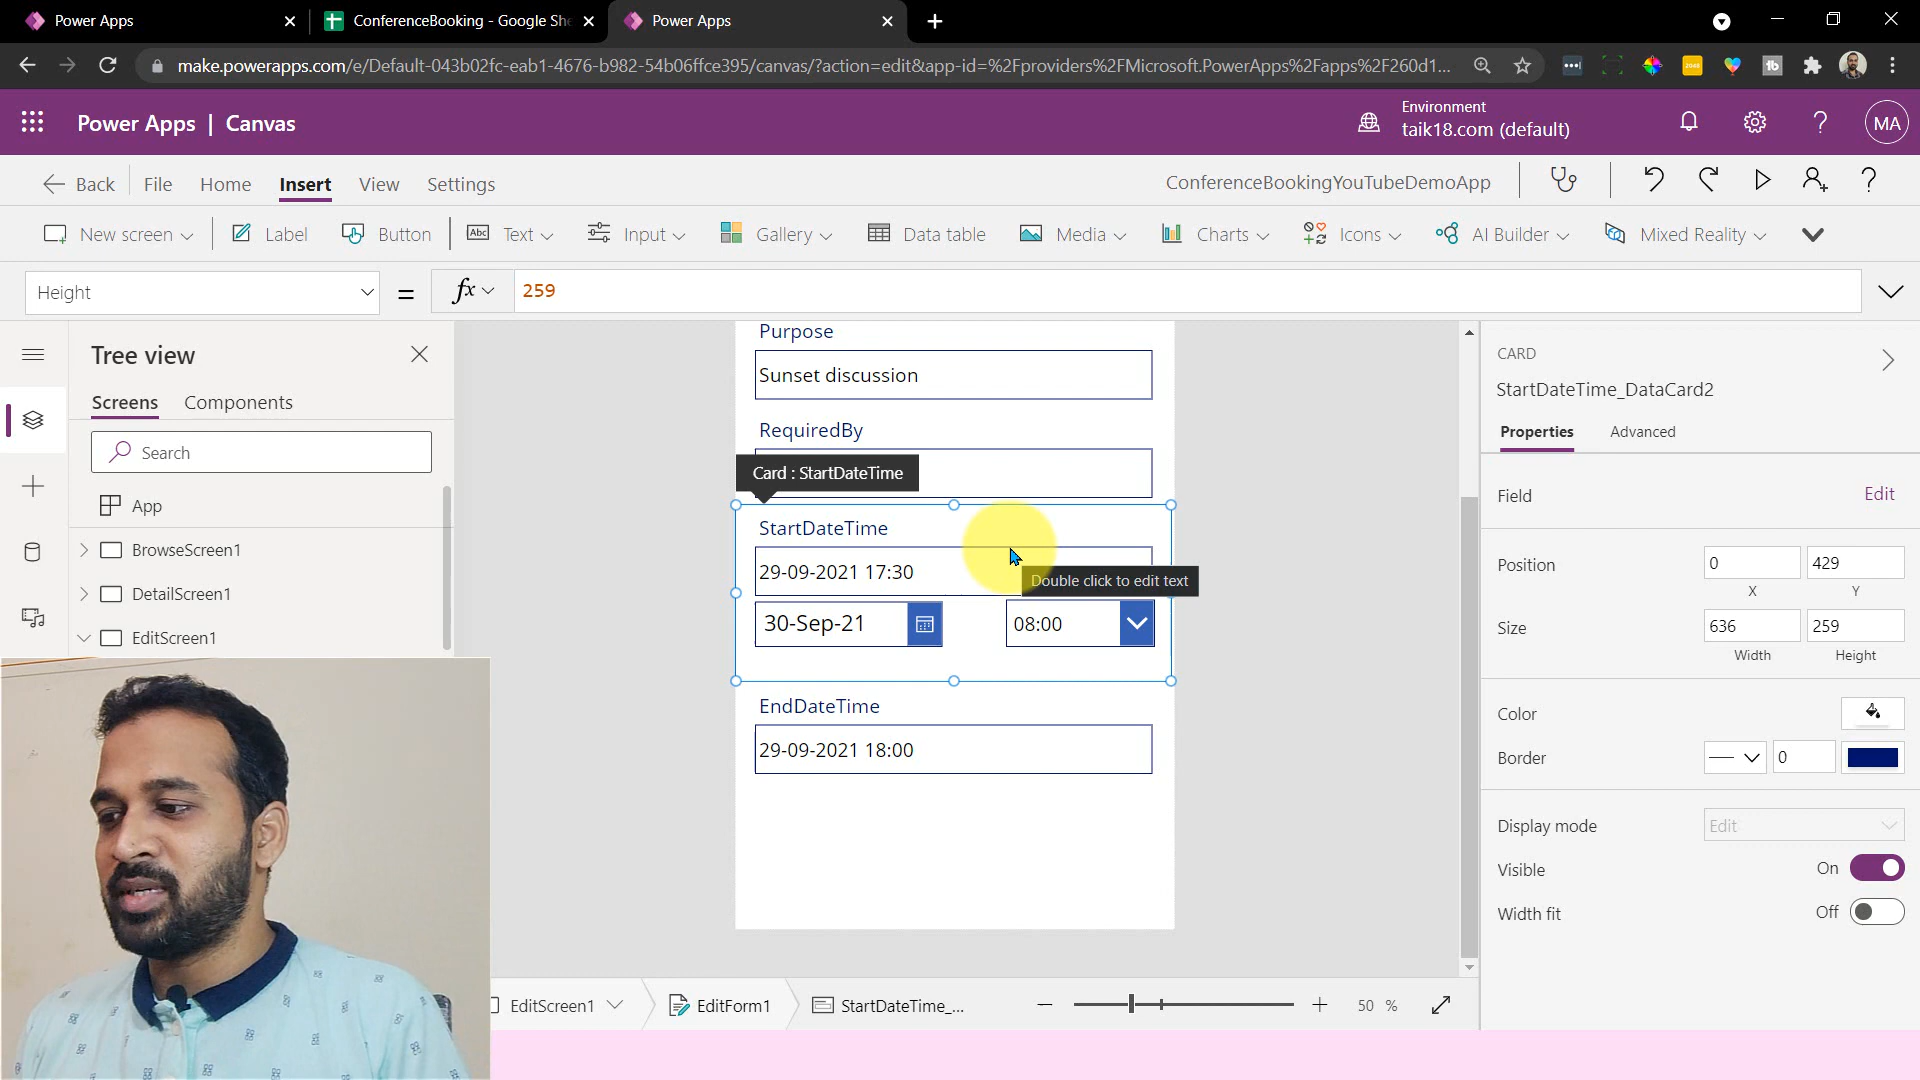 Power Apps
ConferenceBooking - Google She
Power Apps
make.powerapps.com/e/Default-043b02fc-eab1-4676-b982-54b06ffce395/canvas/?action=edit&app-id=%2Fproviders%2FMicrosoft.PowerApps%2Fapps%2F260d1...
Power Apps | Canvas
Environment
taik18.com (default)
MA
Back
File
Home
Insert
View
Settings
ConferenceBookingYouTubeDemoApp
New screen
Label
Button
Abc Text
Input
Gallery
Data table
Media
Charts
Icons
AI Builder
Mixed Reality
Height
=
fx
259
Tree view
Screens
Components
Search
App
BrowseScreen1
DetailScreen1
EditScreen1
Purpose
Sunset discussion
RequiredBy
Card : StartDateTime
StartDateTime
29-09-2021 17:30
Double click to edit text
30-Sep-21
08:00
EndDateTime
29-09-2021 18:00
CARD
StartDateTime_DataCard2
Properties
Advanced
Field
Edit
Position
0
429
X
Y
Size
636
259
Width
Height
Color
Border
0
Display mode
Edit
Visible
On
Width fit
Off
EditScreen1
EditForm1
StartDateTime_...
50 %